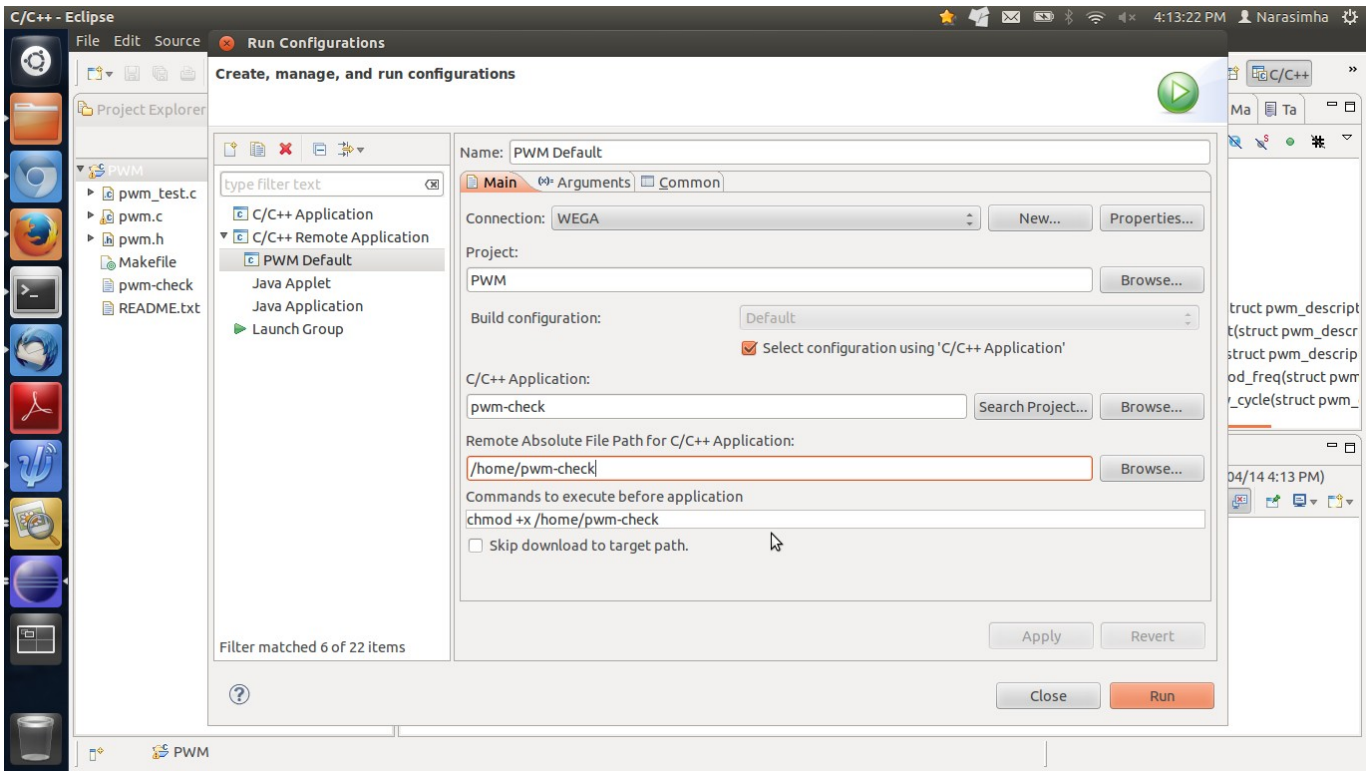 C/C++ - Eclipse
4:13:22 PM Narasimha
File Edit Source
Run Configurations
Create, manage, and run configurations
C/C++
»
Project Explorer
Ma Ta
Name: PWM Default
type filter text
Main Arguments Common
PWM
pwm_test.c
pwm.c
pwm.h
Makefile
pwm-check
README.txt
C/C++ Application
C/C++ Remote Application
PWM Default
Java Applet
Java Application
Launch Group
Connection: WEGA New... Properties...
Project:
PWM Browse...
Build configuration: Default
Select configuration using 'C/C++ Application'
C/C++ Application:
pwm-check Search Project... Browse...
Remote Absolute File Path for C/C++ Application:
/home/pwm-check Browse...
Commands to execute before application
chmod +x /home/pwm-check
Skip download to target path.
truct pwm_descript
t(struct pwm_descr
struct pwm_descrip
od_freq(struct pwm
_cycle(struct pwm_
04/14 4:13 PM)
Apply Revert
Filter matched 6 of 22 items
? Close Run
PWM